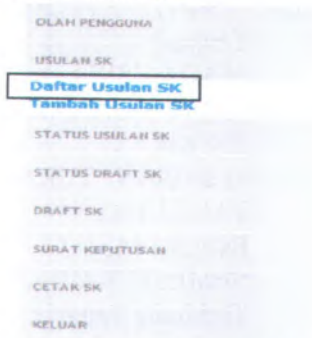 OLAH PENGGUNA
USULAN SK
Daftar Usulan SK
Tambah Usulan SK
STATUS USULAN SK
STATUS DRAFT SK
DRAFT SK
SURAT KEPUTUSAN
CETAK SK
KELUAR